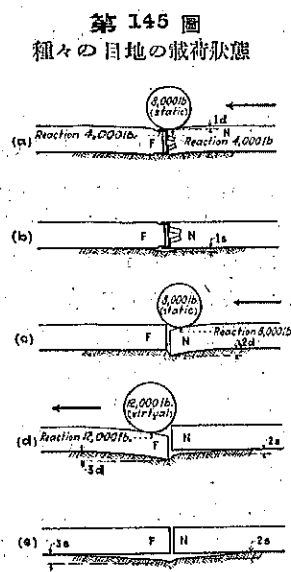 第 145 圖
種々の目地の載荷狀態
8,000lb
(static)
1d
(a) Reaction 4,000lb. F N Reaction 4,000lb
(b) F N 1s
8,000lb
(static)
(c) F N Reaction 8,000lb
2d
12,000lb.
(virtual)
(d) Reaction 12,000lb. F N 2s
3d
(e) 3s F N 2s